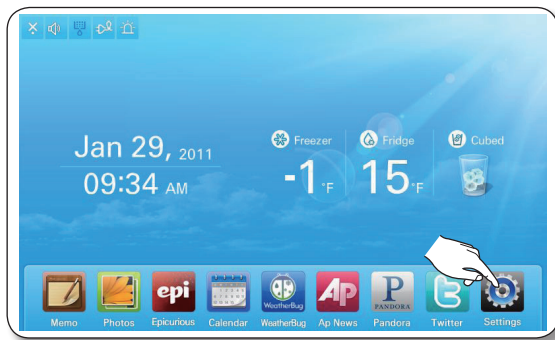 Freezer
Fridge
Cubed
Jan 29, 2011
-1 °F
15 °F
09:34 AM
epi
WeatherBug
AP
P
PANDORA
Memo
Photos
Epicurious
Calendar
WeatherBug
Ap News
Pandora
Twitter
Settings